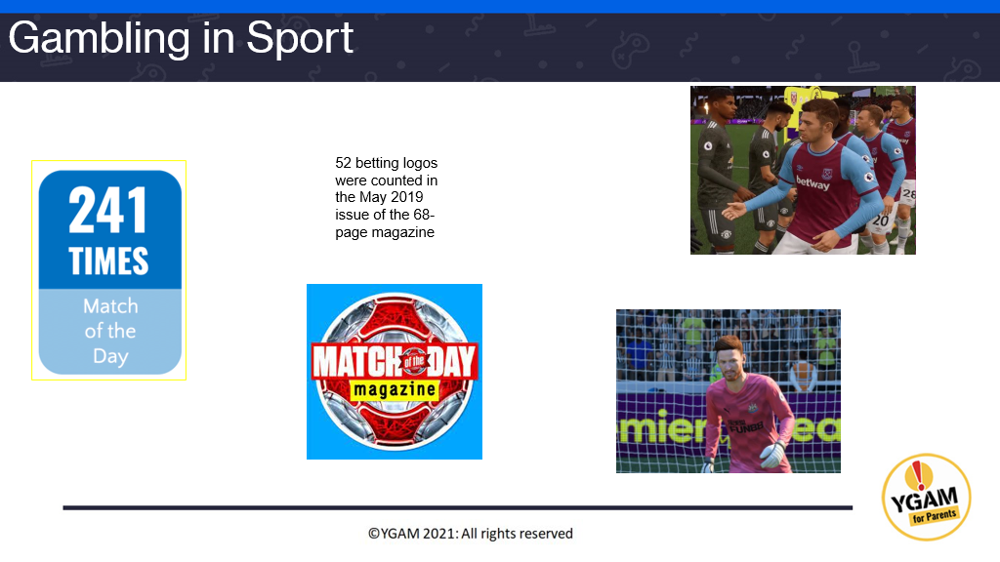 Gambling in Sport
241
TIMES
Match
of the
Day
52 betting logos
were counted in
the May 2019
issue of the 68-
page magazine
MATCH of the DAY
magazine
betway
28
20
FUN88
YGAM
for Parents
©YGAM 2021: All rights reserved